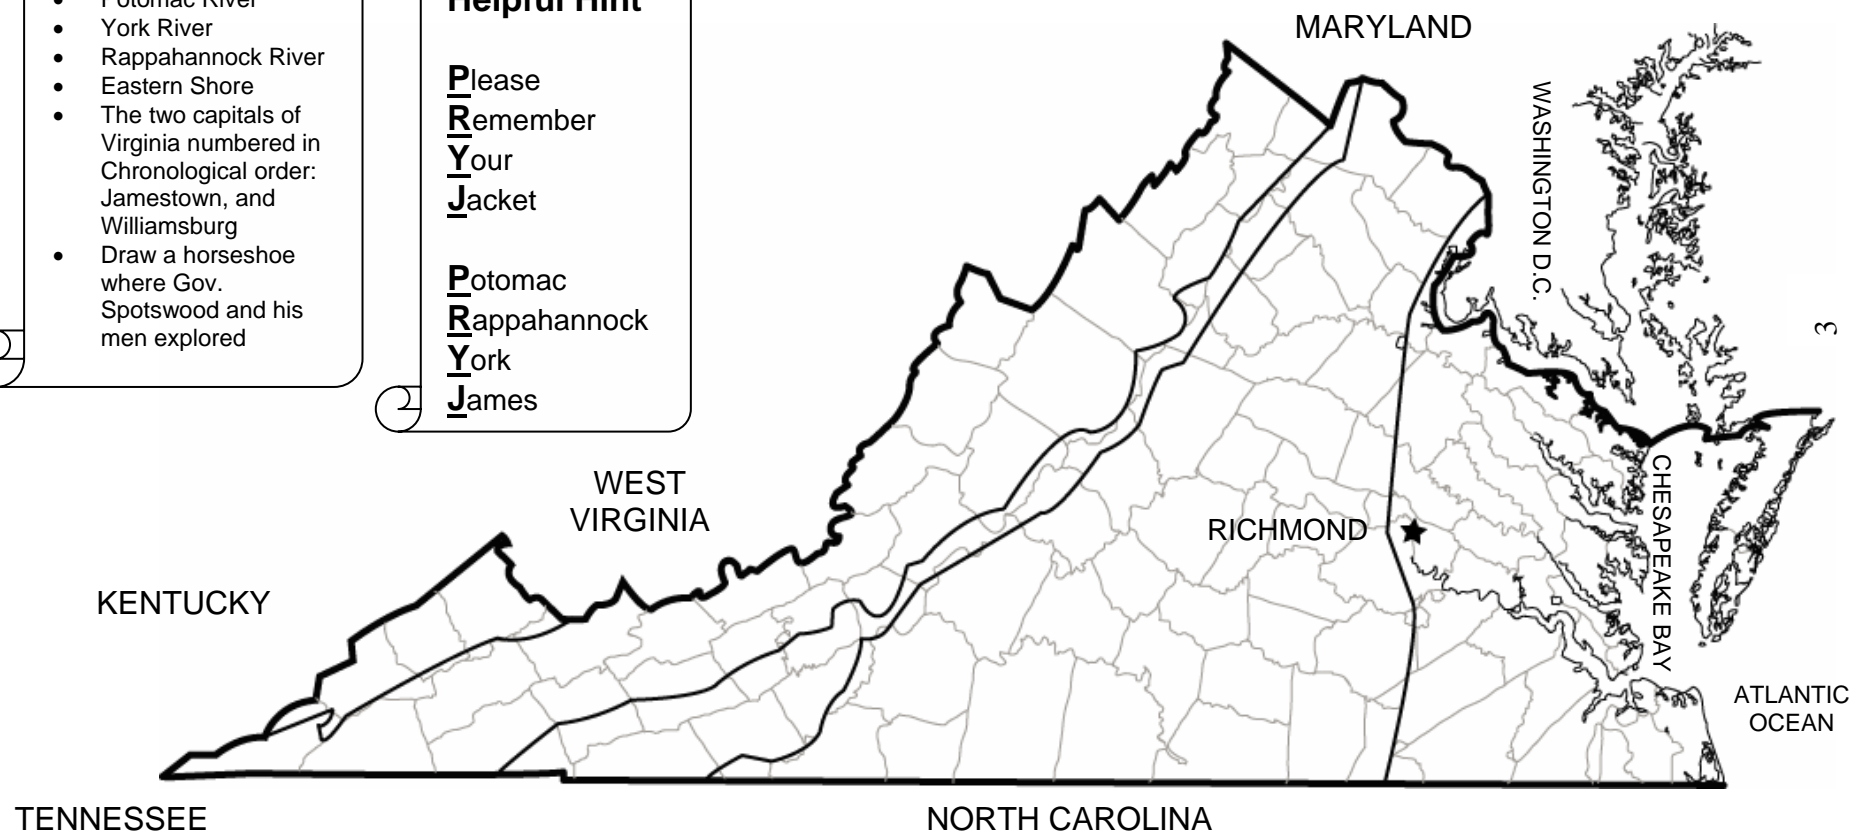 • Potomac River
• York River
• Rappahannock River
• Eastern Shore
• The two capitals of
Virginia numbered in
Chronological order:
Jamestown, and
Williamsburg
• Draw a horseshoe
where Gov.
Spotswood and his
men explored
Helpful Hint
Please
Remember
Your
Jacket
Potomac
Rappahannock
York
James
MARYLAND
WASHINGTON D.C.
3
WEST
VIRGINIA
RICHMOND
CHESAPEAKE BAY
KENTUCKY
ATLANTIC
OCEAN
TENNESSEE
NORTH CAROLINA